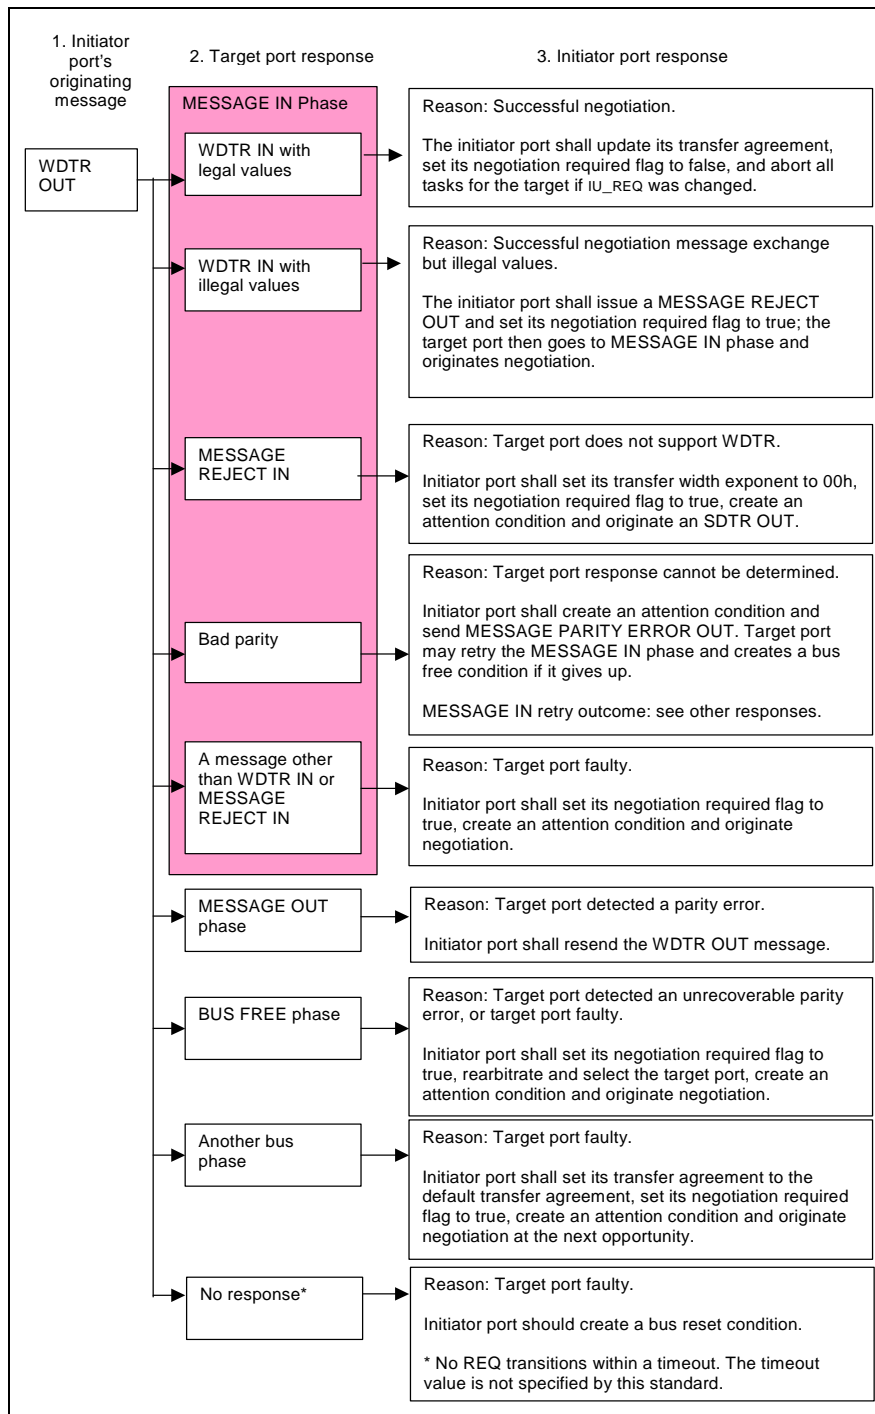 1. Initiator
port's
originating
message
2. Target port response
3. Initiator port response
WDTR
OUT
MESSAGE IN Phase
WDTR IN with
legal values
Reason: Successful negotiation.
The initiator port shall update its transfer agreement,
set its negotiation required flag to false, and abort all
tasks for the target if IU_REQ was changed.
WDTR IN with
illegal values
Reason: Successful negotiation message exchange
but illegal values.
The initiator port shall issue a MESSAGE REJECT
OUT and set its negotiation required flag to true; the
target port then goes to MESSAGE IN phase and
originates negotiation.
MESSAGE
REJECT IN
Reason: Target port does not support WDTR.
Initiator port shall set its transfer width exponent to 00h,
set its negotiation required flag to true, create an
attention condition and originate an SDTR OUT.
Bad parity
Reason: Target port response cannot be determined.
Initiator port shall create an attention condition and
send MESSAGE PARITY ERROR OUT. Target port
may retry the MESSAGE IN phase and creates a bus
free condition if it gives up.
MESSAGE IN retry outcome: see other responses.
A message other
than WDTR IN or
MESSAGE
REJECT IN
Reason: Target port faulty.
Initiator port shall set its negotiation required flag to
true, create an attention condition and originate
negotiation.
MESSAGE OUT
phase
Reason: Target port detected a parity error.
Initiator port shall resend the WDTR OUT message.
BUS FREE phase
Reason: Target port detected an unrecoverable parity
error, or target port faulty.
Initiator port shall set its negotiation required flag to
true, rearbitrate and select the target port, create an
attention condition and originate negotiation.
Another bus
phase
Reason: Target port faulty.
Initiator port shall set its transfer agreement to the
default transfer agreement, set its negotiation required
flag to true, create an attention condition and originate
negotiation at the next opportunity.
No response*
Reason: Target port faulty.
Initiator port should create a bus reset condition.
* No REQ transitions within a timeout. The timeout
value is not specified by this standard.